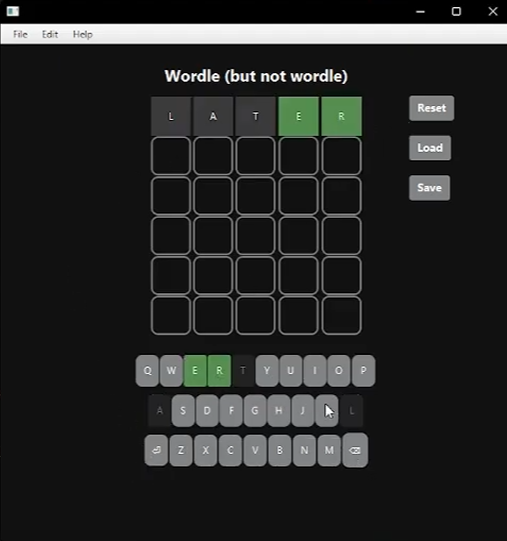 File Edit Help
Wordle (but not wordle)
L A T E R
Reset
Load
Save
Q W E R T Y U I O P
A S D F G H J L
⏎ Z X C V B N M ⌫